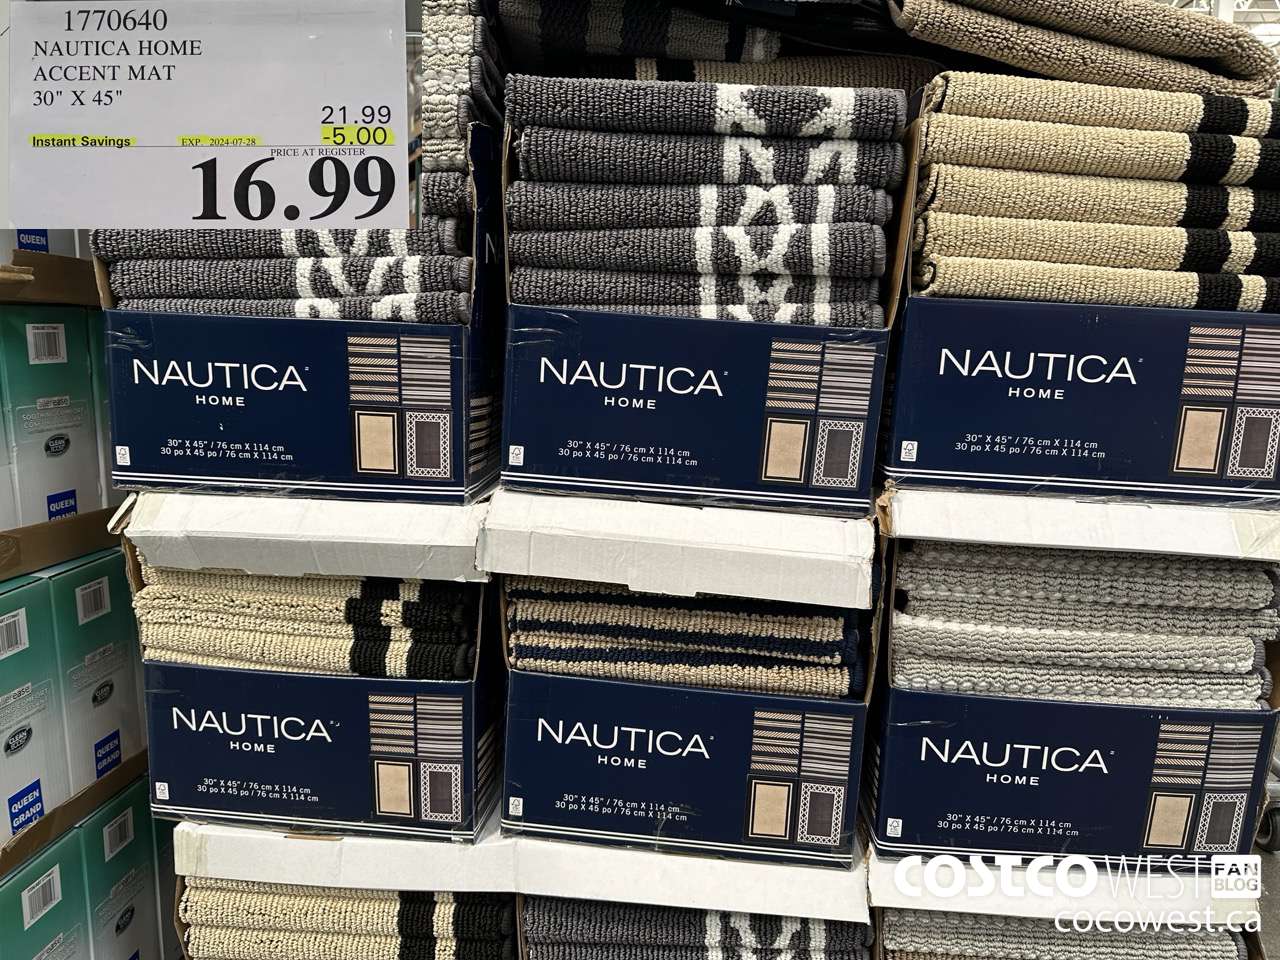 1770640
NAUTICA HOME
ACCENT MAT
30" X 45"
21.99
Instant Savings EXP. 2024-07-28 -5.00
PRICE AT REGISTER
16.99
QUEEN
GRAND
NAUTICA
HOME
30" X 45" / 76 cm X 114 cm
30 po X 45 po / 76 cm X 114 cm
NAUTICA
HOME
30" X 45" / 76 cm X 114 cm
30 po X 45 po / 76 cm X 114 cm
NAUTICA
HOME
30" X 45" / 76 cm X 114 cm
30 po X 45 po / 76 cm X 114 cm
QUEEN
GRAND
NAUTICA
HOME
30" X 45" / 76 cm X 114 cm
30 po X 45 po / 76 cm X 114 cm
NAUTICA
HOME
30" X 45" / 76 cm X 114 cm
30 po X 45 po / 76 cm X 114 cm
NAUTICA
HOME
30" X 45" / 76 cm X 114 cm
30 po X 45 po / 76 cm X 114 cm
QUEEN
GRAND
QUEEN
GRAND
COSTCO WEST FAN BLOG
cocowest.ca